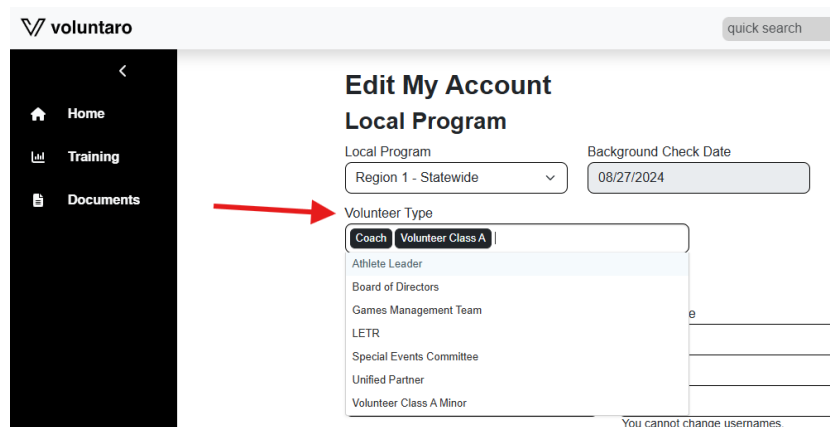 voluntaro
quick search
Edit My Account
Home
Local Program
Training
Local Program
Background Check Date
Region 1 - Statewide
08/27/2024
Documents
Volunteer Type
Coach Volunteer Class A
Athlete Leader
Board of Directors
Games Management Team
LETR
Special Events Committee
Unified Partner
Volunteer Class A Minor
You cannot change usernames